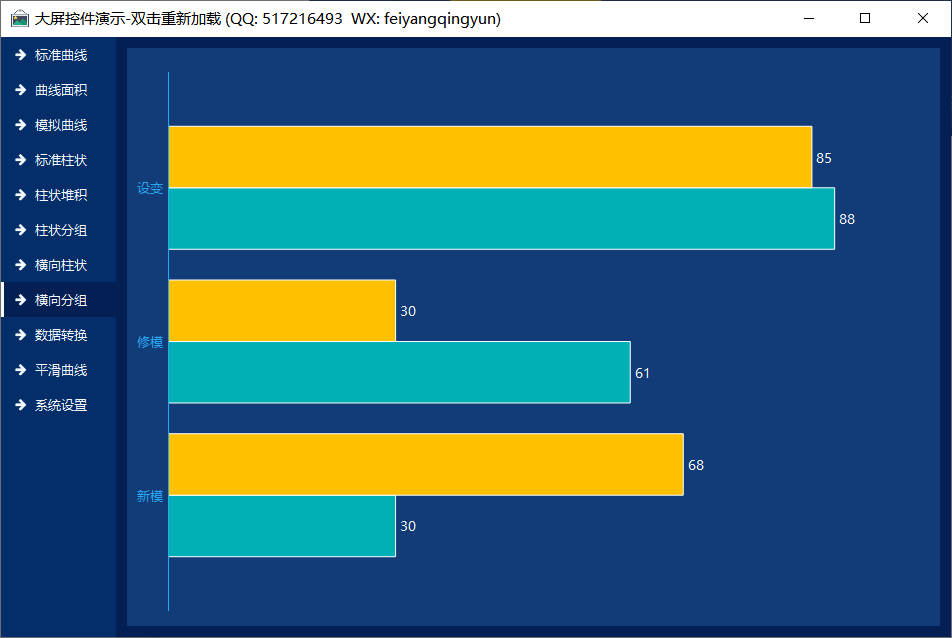 大屏控件演示-双击重新加载 (QQ: 517216493  WX: feiyangqingyun)
标准曲线
曲线面积
模拟曲线
标准柱状
柱状堆积
柱状分组
横向柱状
横向分组
数据转换
平滑曲线
系统设置
设变
85
88
修模
30
61
新模
68
30